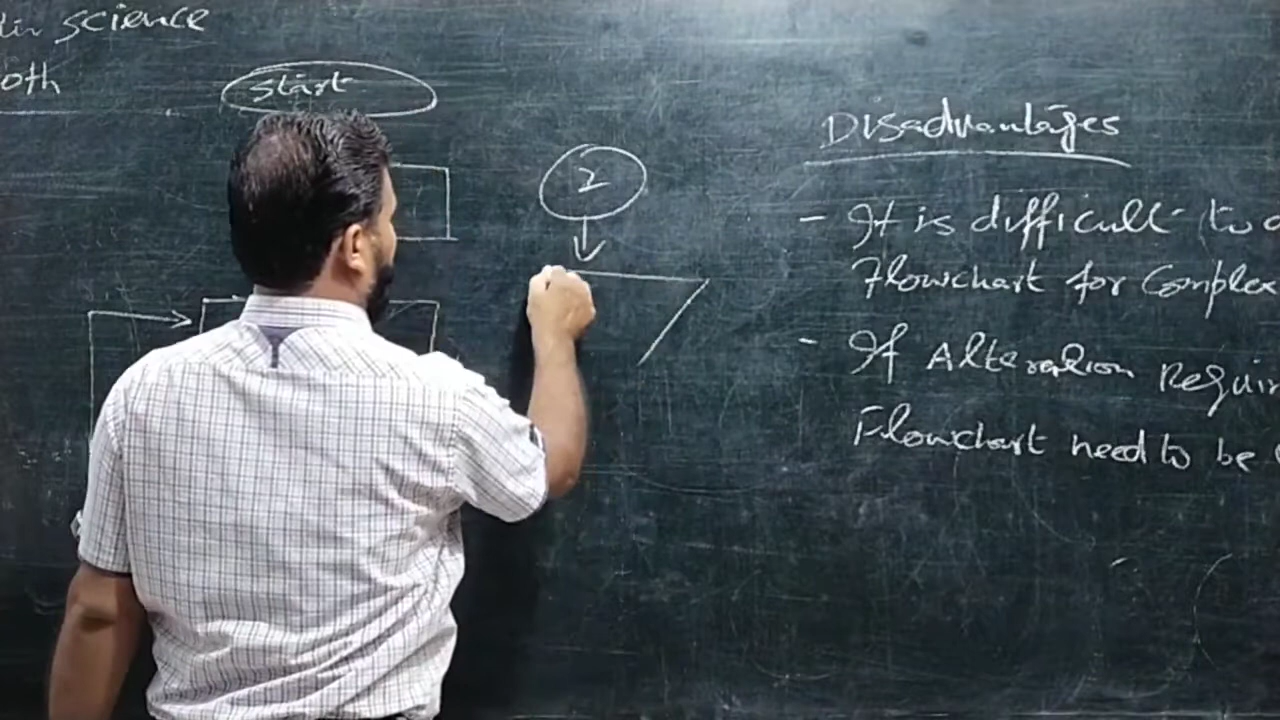 science
oth
Start
2
Disadvantages
- It is difficult to
Flowchart for Complex
- If Alteration Requir
Flowchart need to be